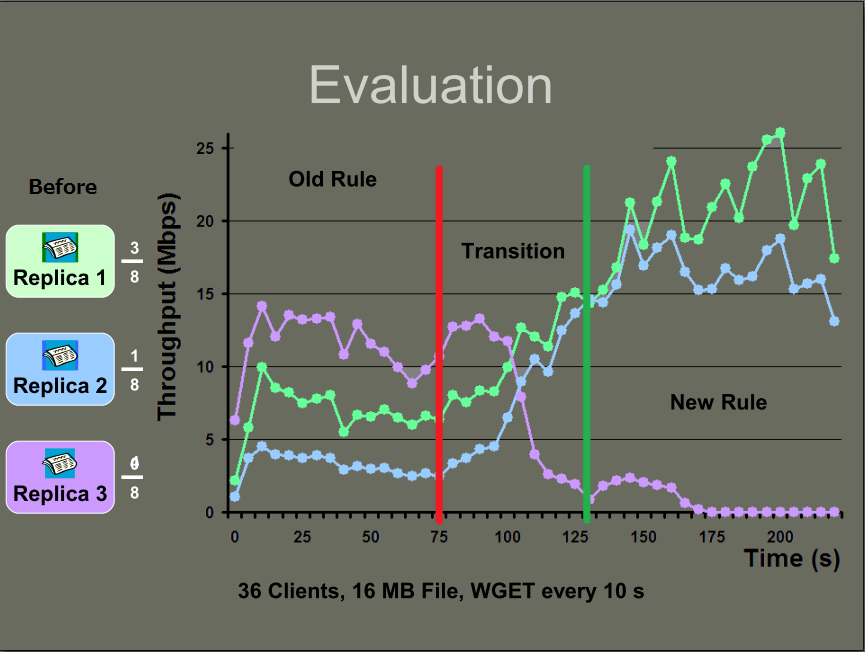 Evaluation
Before
Replica 1
3
8
Replica 2
1
8
Replica 3
8
Throughput (Mbps)
25
20
15
10
5
0
Old Rule
Transition
New Rule
0 25 50 75 100 125 150 175 200
Time (s)
36 Clients, 16 MB File, WGET every 10 s